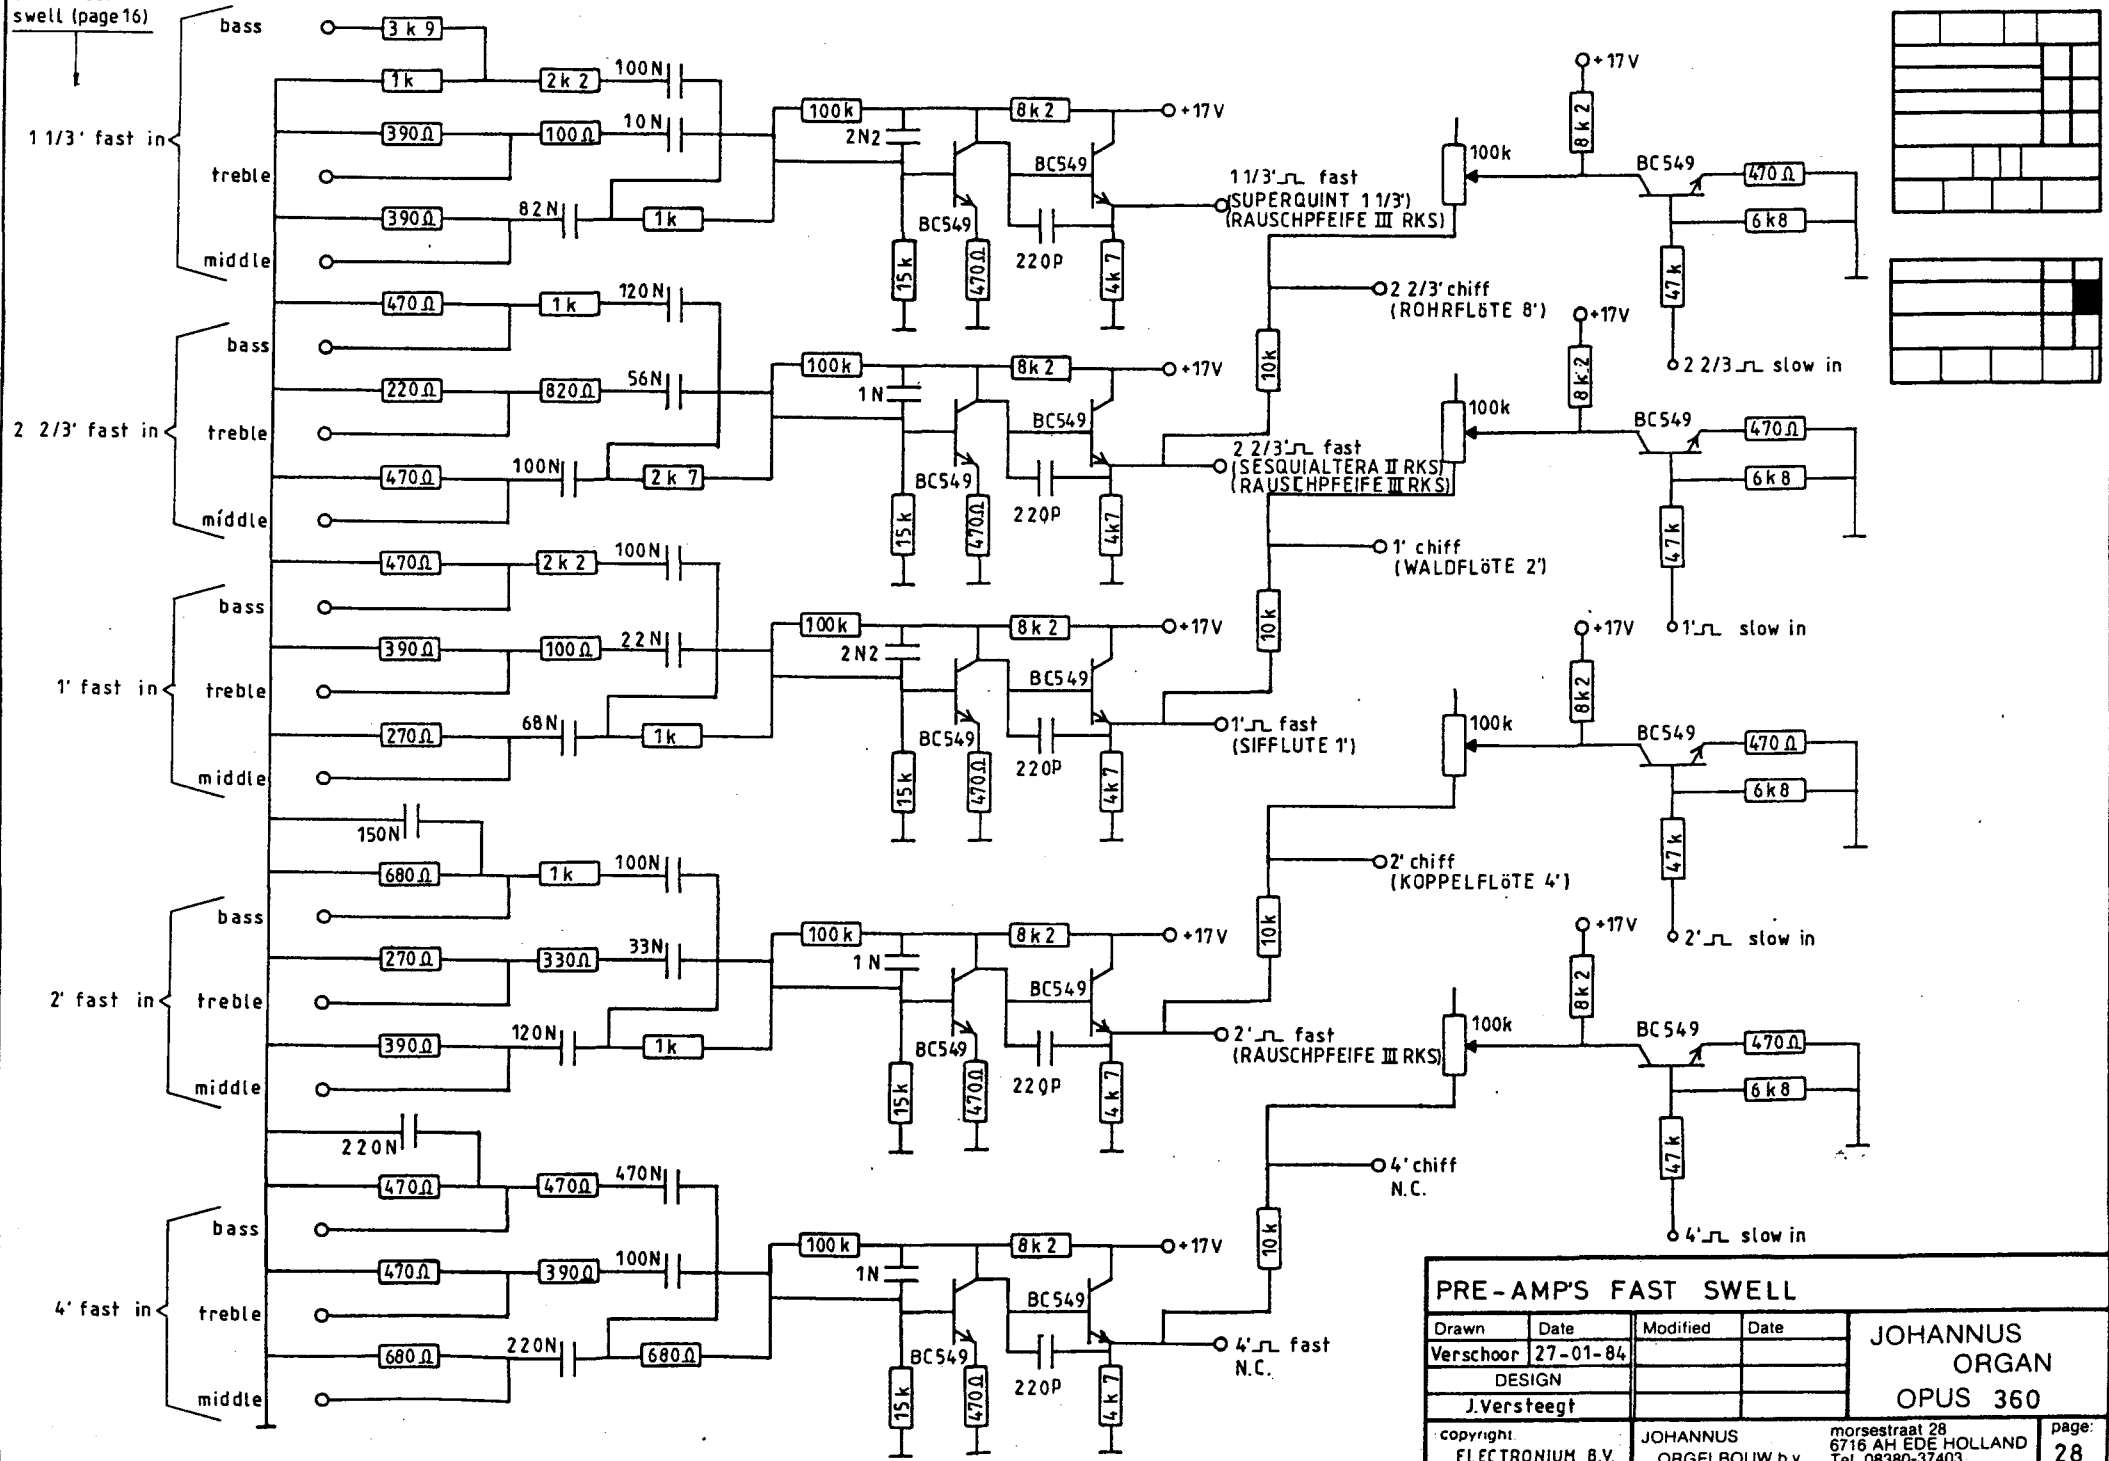 swell (page 16)
bass
3k9
1k
2k2
100N
1 1/3' fast in
390Ω
100Ω
10N
treble
390Ω
82N
1k
middle
100k
2N2
8k2
+17V
BC549
BC549
220P
15k
470Ω
4k7
1 1/3' fast
(SUPERQUINT 1 1/3')
(RAUSCHPFEIFE III RKS)
470Ω
1k
120N
bass
220Ω
820Ω
56N
2 2/3' fast in
treble
470Ω
100N
2k7
middle
100k
1N
8k2
+17V
BC549
BC549
220P
15k
470Ω
4k7
2 2/3' fast
(SESQUIALTERA II RKS)
(RAUSCHPFEIFE III RKS)
470Ω
2k2
100N
bass
390Ω
100Ω
22N
1' fast in
treble
270Ω
68N
1k
middle
100k
2N2
8k2
+17V
BC549
BC549
220P
15k
470Ω
4k7
1' fast
(SIFFLUTE 1')
150N
680Ω
1k
100N
bass
270Ω
330Ω
33N
2' fast in
treble
390Ω
120N
1k
middle
100k
1N
8k2
+17V
BC549
BC549
220P
15k
470Ω
4k7
2' fast
(RAUSCHPFEIFE III RKS)
220N
470Ω
470Ω
470N
bass
470Ω
390Ω
100N
4' fast in
treble
680Ω
220N
680Ω
middle
100k
1N
8k2
+17V
BC549
BC549
220P
15k
470Ω
4k7
4' fast
N.C.
+17V
8k2
100k
BC549
470Ω
6k8
47k
2 2/3 slow in
2 2/3' chiff
(ROHRFLÖTE 8')
10k
+17V
8k2
100k
BC549
470Ω
6k8
47k
1' slow in
1' chiff
(WALDFLÖTE 2')
10k
+17V
8k2
100k
BC549
470Ω
6k8
47k
2' slow in
2' chiff
(KOPPELFLÖTE 4')
10k
+17V
8k2
100k
BC549
470Ω
6k8
47k
4' slow in
4' chiff
N.C.
10k
PRE-AMP'S FAST SWELL
Drawn Date Modified Date
Verschoor 27-01-84
DESIGN
J.Versteegt
JOHANNUS
ORGAN
OPUS 360
copyright
ELECTRONIUM B.V.
JOHANNUS
ORGELBOUW b.v.
morsestraat 28
6716 AH EDE HOLLAND
Tel. 08380-37403
page:
28